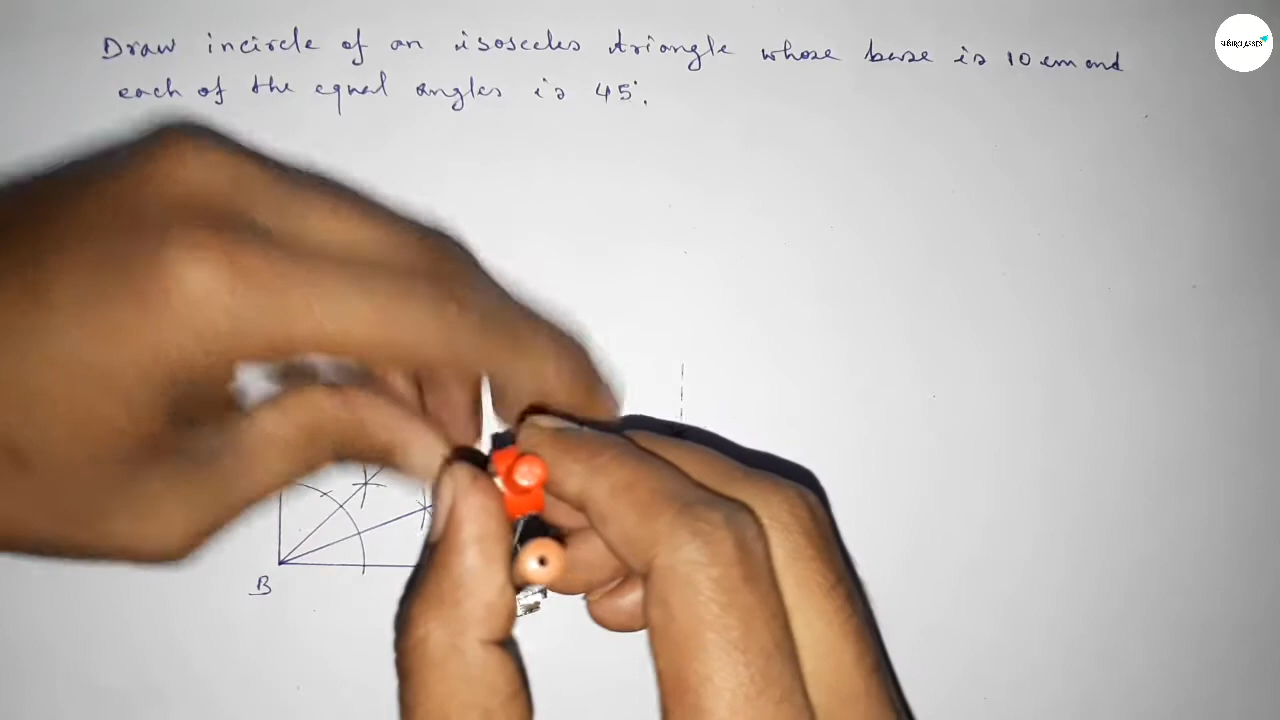 Draw incircle of an isosceles triangle whose base is 10 cm and
each of the equal angles is 45°.
B